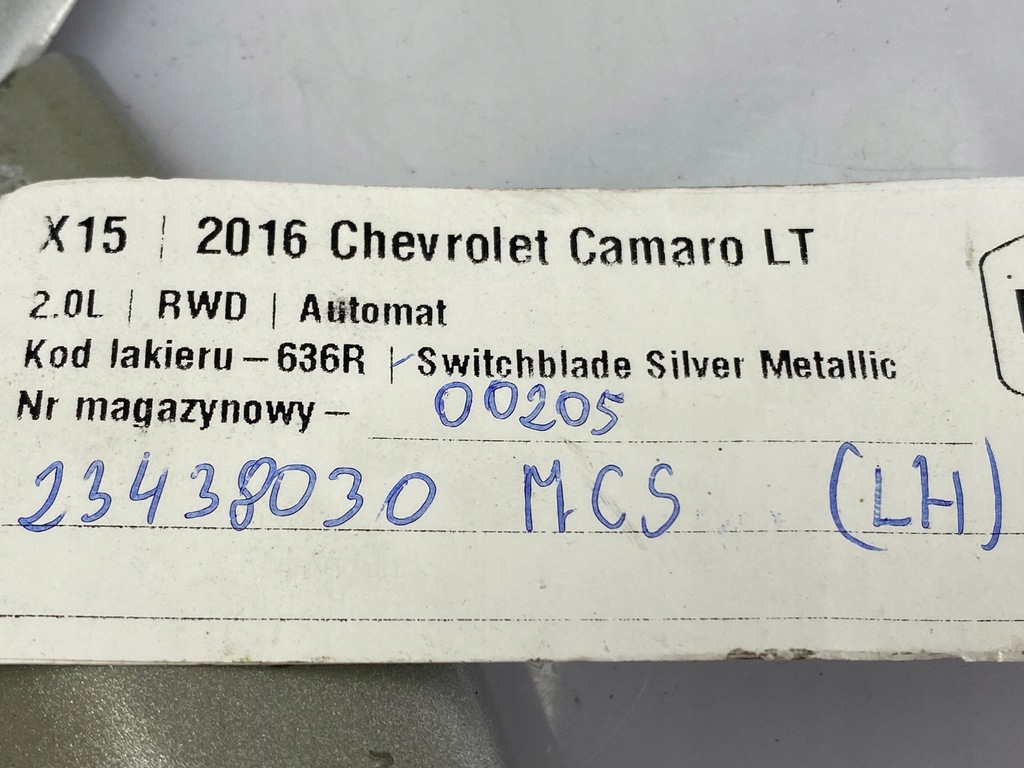 X15 | 2016 Chevrolet Camaro LT
2.0L | RWD | Automat
Kod lakieru – 636R | Switchblade Silver Metallic
Nr magazynowy – 00205
23438030 MCS (LH)